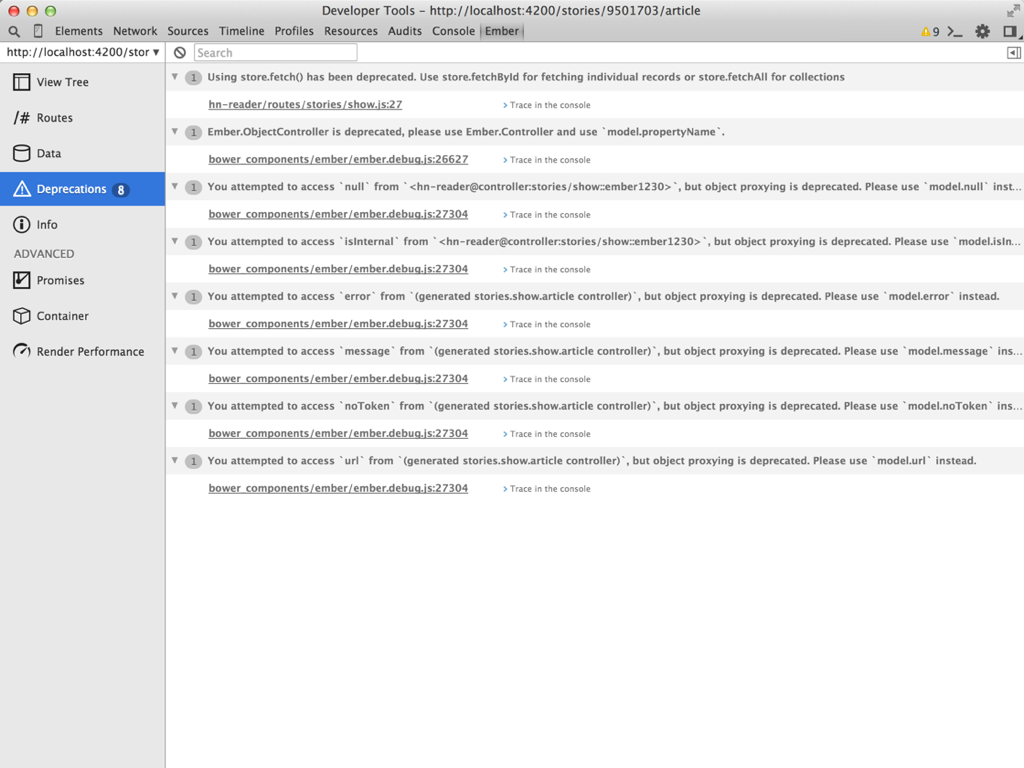 Developer Tools - http://localhost:4200/stories/9501703/article
Elements Network Sources Timeline Profiles Resources Audits Console Ember 9
http://localhost:4200/stor
Search
View Tree
/# Routes
Data
Deprecations 8
Info
ADVANCED
Promises
Container
Render Performance
1 Using store.fetch() has been deprecated. Use store.fetchById for fetching individual records or store.fetchAll for collections
hn-reader/routes/stories/show.js:27 Trace in the console
1 Ember.ObjectController is deprecated, please use Ember.Controller and use `model.propertyName`.
bower_components/ember/ember.debug.js:26627 Trace in the console
1 You attempted to access `null` from `<hn-reader@controller:stories/show::ember1230>`, but object proxying is deprecated. Please use `model.null` inst...
bower_components/ember/ember.debug.js:27304 Trace in the console
1 You attempted to access `isInternal` from `<hn-reader@controller:stories/show::ember1230>`, but object proxying is deprecated. Please use `model.isIn...
bower_components/ember/ember.debug.js:27304 Trace in the console
1 You attempted to access `error` from `(generated stories.show.article controller)`, but object proxying is deprecated. Please use `model.error` instead.
bower_components/ember/ember.debug.js:27304 Trace in the console
1 You attempted to access `message` from `(generated stories.show.article controller)`, but object proxying is deprecated. Please use `model.message` ins...
bower_components/ember/ember.debug.js:27304 Trace in the console
1 You attempted to access `noToken` from `(generated stories.show.article controller)`, but object proxying is deprecated. Please use `model.noToken` ins...
bower_components/ember/ember.debug.js:27304 Trace in the console
1 You attempted to access `url` from `(generated stories.show.article controller)`, but object proxying is deprecated. Please use `model.url` instead.
bower_components/ember/ember.debug.js:27304 Trace in the console